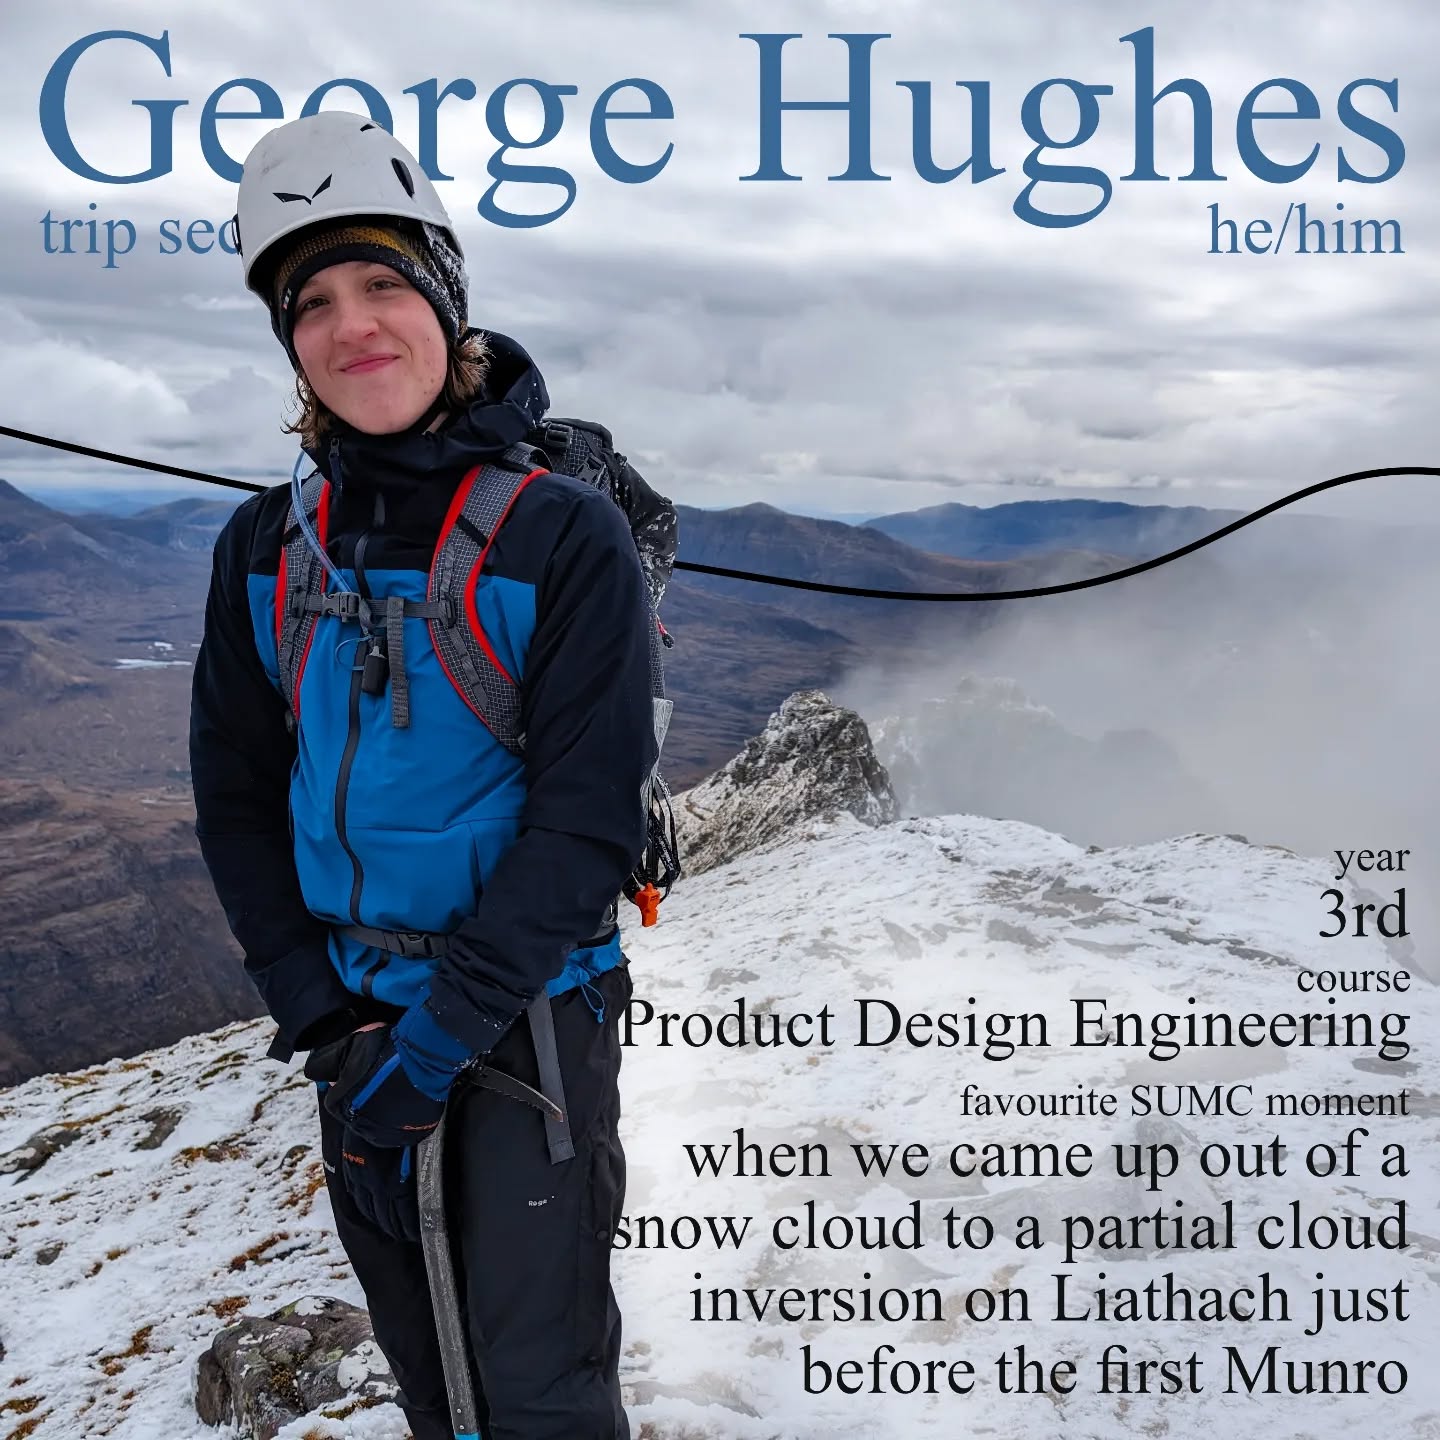 George Hughes
trip sec
he/him
year
3rd
course
Product Design Engineering
favourite SUMC moment
when we came up out of a
snow cloud to a partial cloud
inversion on Liathach just
before the first Munro